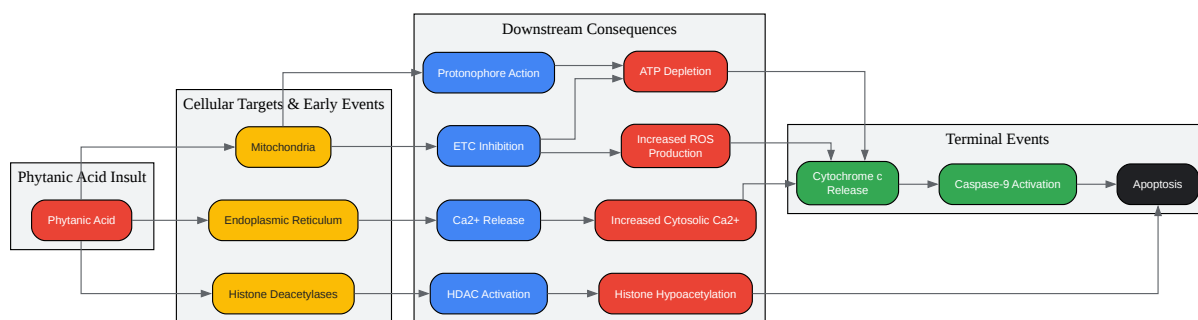 Phytanic Acid Insult
Phytanic Acid
Cellular Targets & Early Events
Mitochondria
Endoplasmic Reticulum
Histone Deacetylases
Downstream Consequences
Protonophore Action
ATP Depletion
ETC Inhibition
Increased ROS
Production
Ca2+ Release
Increased Cytosolic Ca2+
HDAC Activation
Histone Hypoacetylation
Terminal Events
Cytochrome c
Release
Caspase-9 Activation
Apoptosis